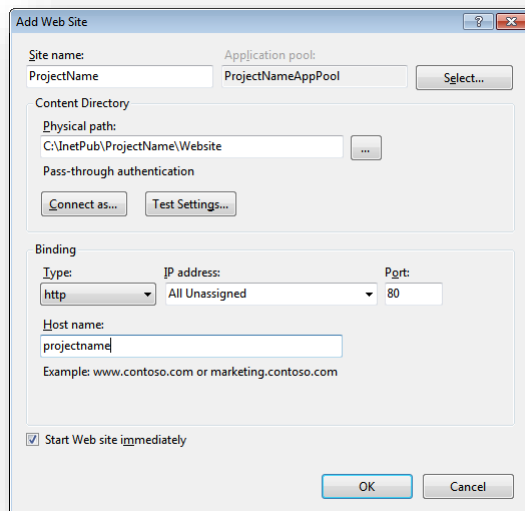 Add Web Site
Site name:
Application pool:
ProjectName
ProjectNameAppPool
Select...
Content Directory
Physical path:
C:\InetPub\ProjectName\Website
...
Pass-through authentication
Connect as...
Test Settings...
Binding
Type:
IP address:
Port:
http
All Unassigned
80
Host name:
projectname
Example: www.contoso.com or marketing.contoso.com
Start Web site immediately
OK
Cancel